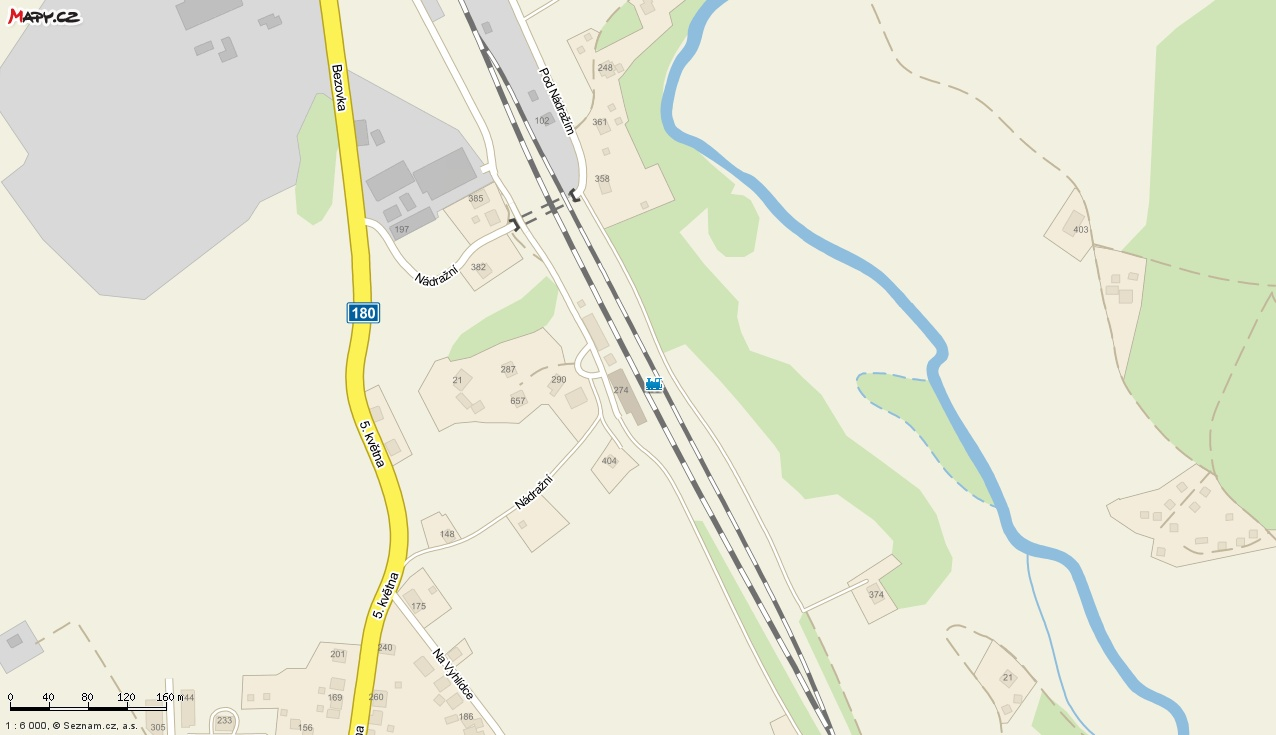 Mapy.cz
Bezovka
Pod Nádražím
248
102
361
358
385
197
403
382
Nádražní
180
21
287
290
274
657
5. května
404
Nádražní
148
374
5. května
175
Na Vyhlídce
201
240
21
169
260
144
186
233
156
305
0 40 80 120 160 m
1 : 6 000, © Seznam.cz, a.s.